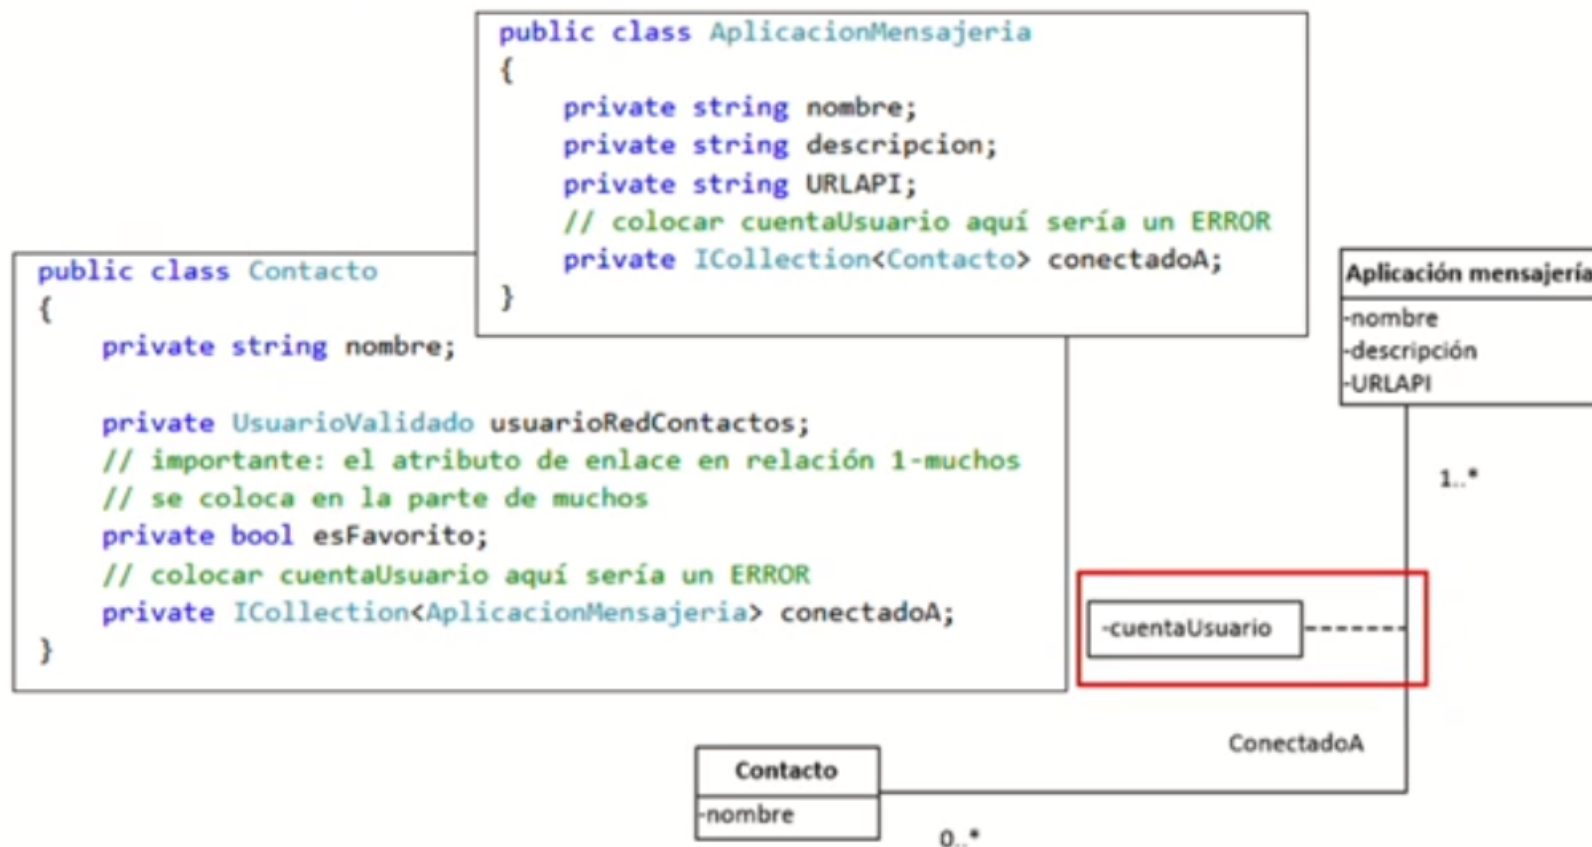 public class AplicacionMensajeria
{
private string nombre;
private string descripcion;
private string URLAPI;
// colocar cuentaUsuario aquí sería un ERROR
private ICollection<Contacto> conectadoA;
}
public class Contacto
{
private string nombre;
private UsuarioValidado usuarioRedContactos;
// importante: el atributo de enlace en relación 1-muchos
// se coloca en la parte de muchos
private bool esFavorito;
// colocar cuentaUsuario aquí sería un ERROR
private ICollection<AplicacionMensajeria> conectadoA;
}
Aplicación mensajería
-nombre
-descripción
-URLAPI
1..*
-cuentaUsuario
ConectadoA
Contacto
-nombre
0..*